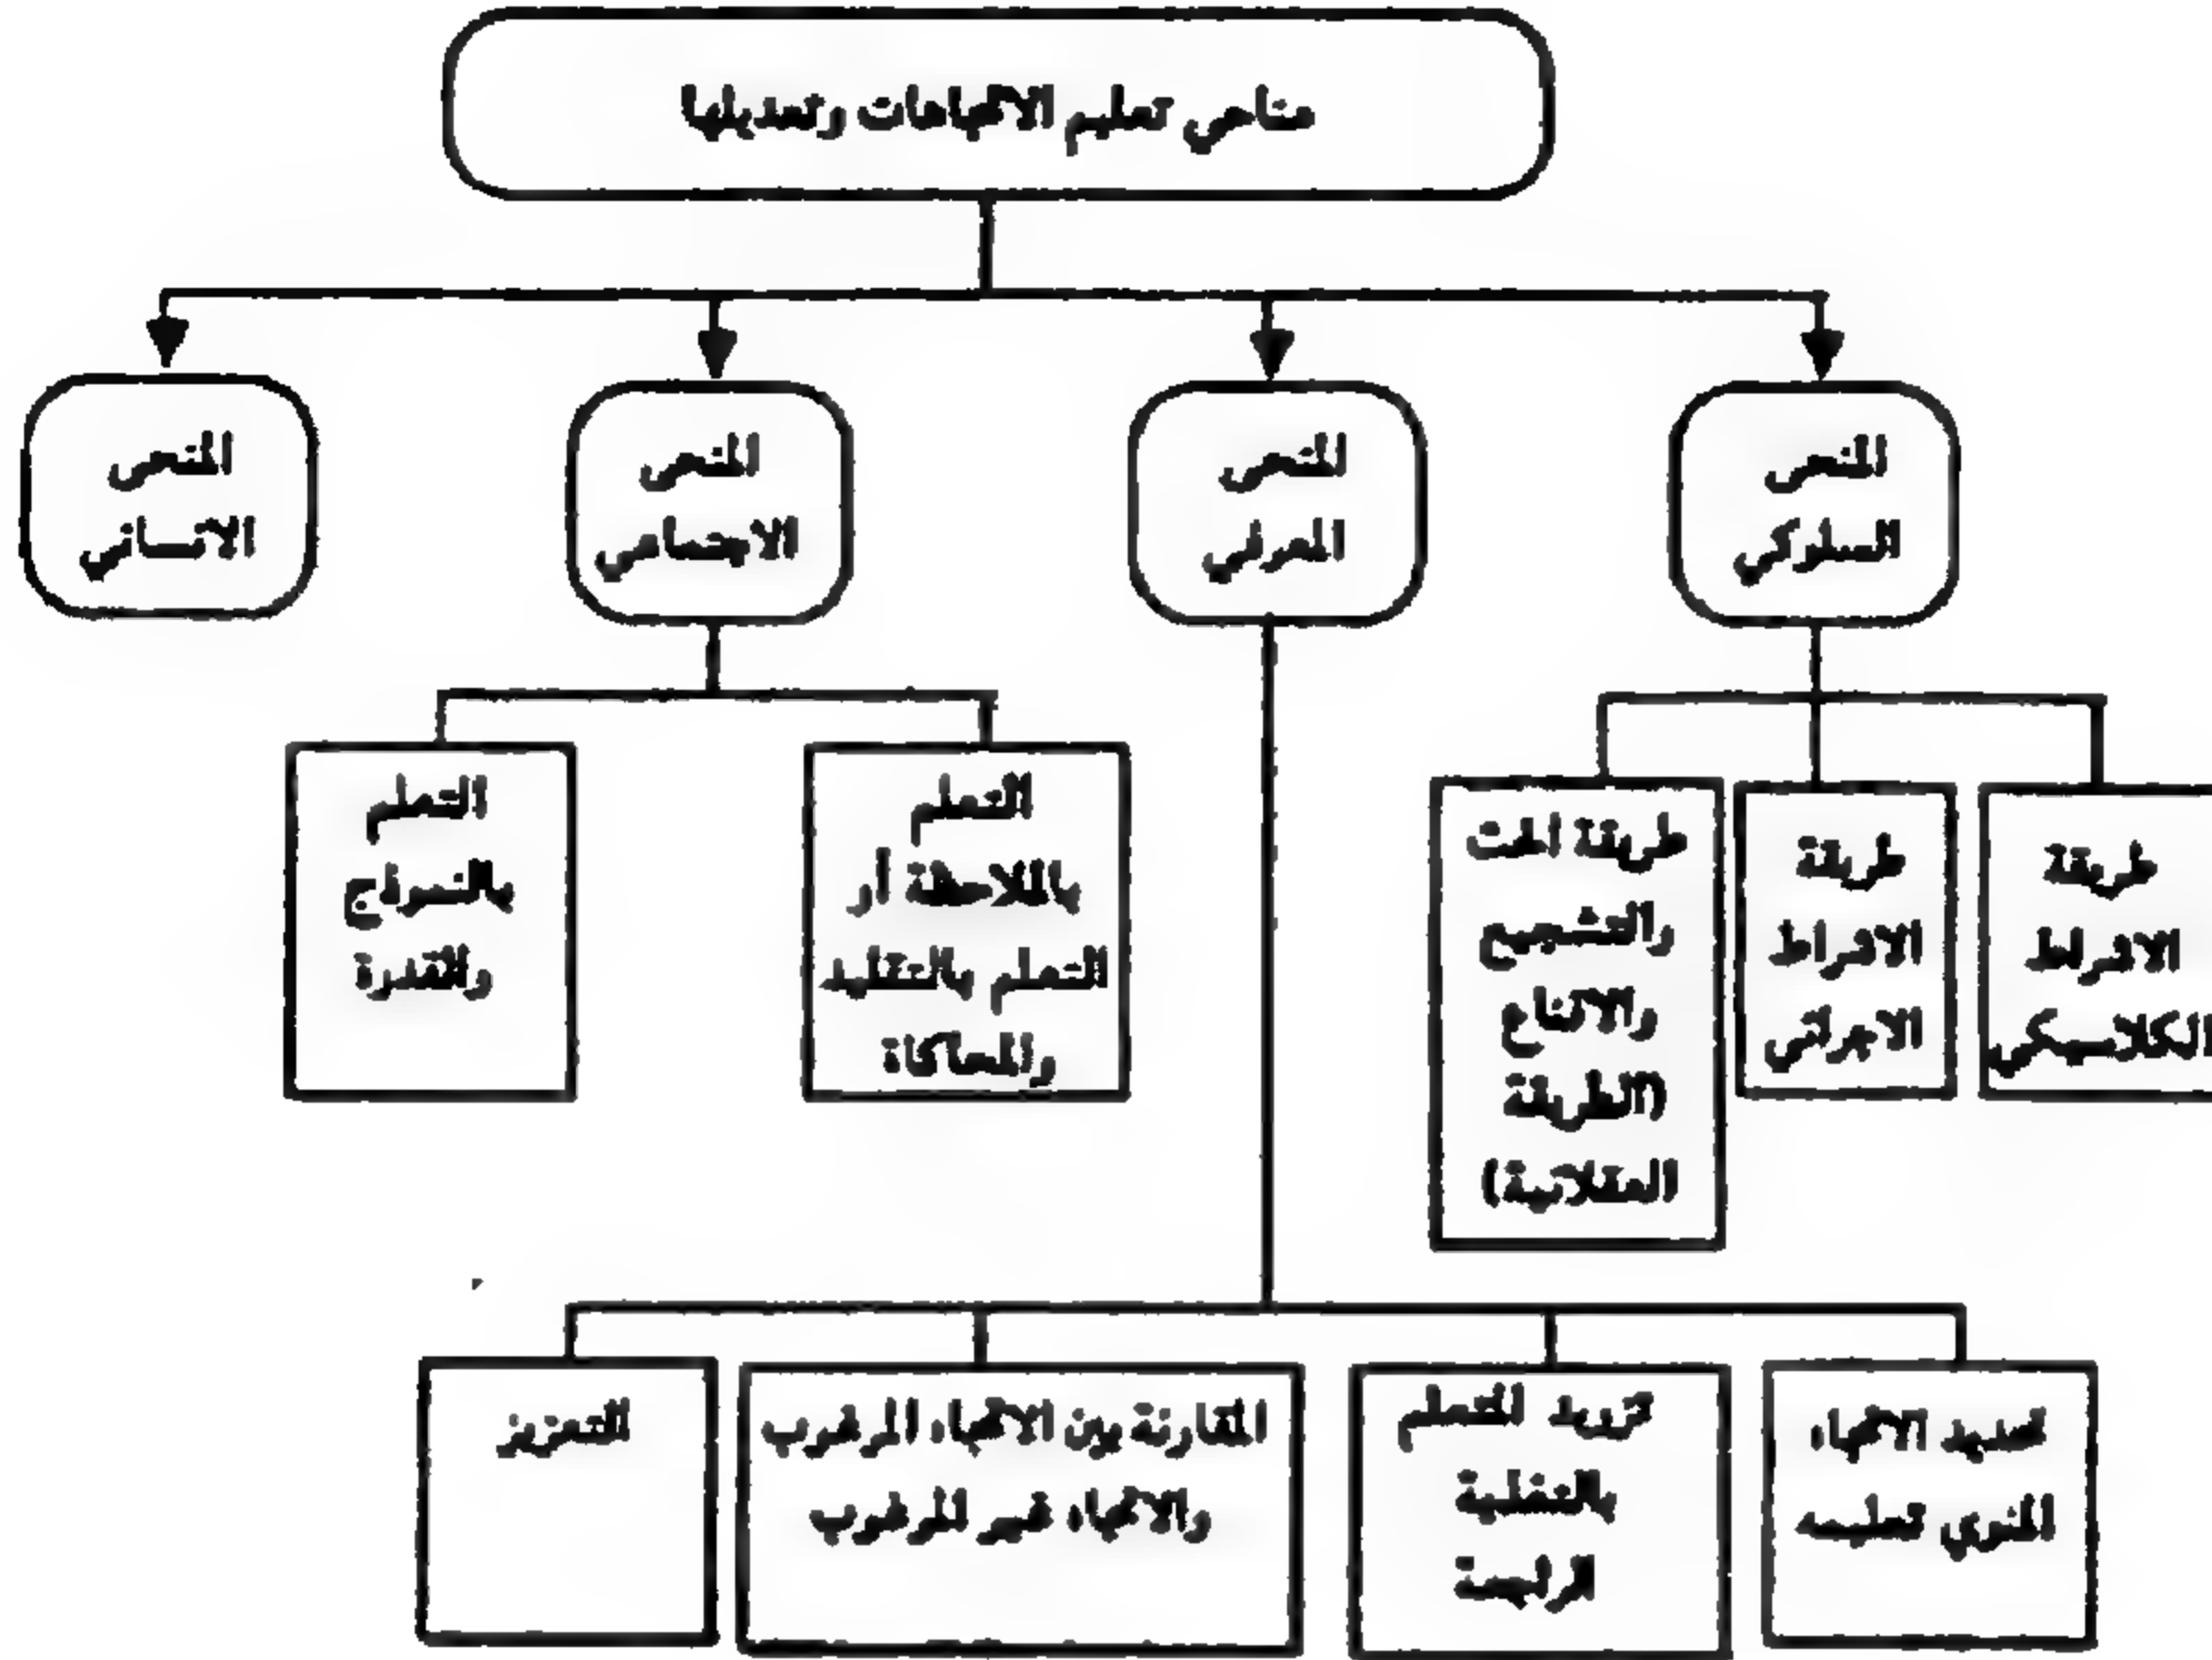 مناحي تعليم الاتجاهات وتعديلها
المنحى
السلوكي
المنحى
المعرفي
المنحى
الاجتماعي
المنحى
الانساني
طريقة
الاشراط
الكلاسيكي
طريقة
الاشراط
الاجرائي
طريقة الحث
والتشجيع
والاقناع
(الطريقة
العقلانية)
التعلم
بالملاحظة أو
التعلم بالتقليد
والمحاكاة
التعلم
بالنموذج
والقدوة
تحديد الاتجاه
المنوي تعليمه
تزويد المتعلم
بالتغذية
الراجعة
المقارنة بين الاتجاه المرغوب
والاتجاه غير المرغوب
التعزيز